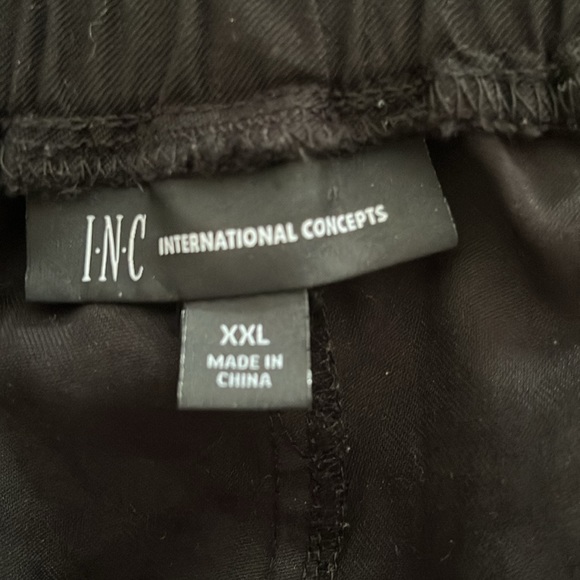 I·N·C INTERNATIONAL CONCEPTS
XXL
MADE IN
CHINA